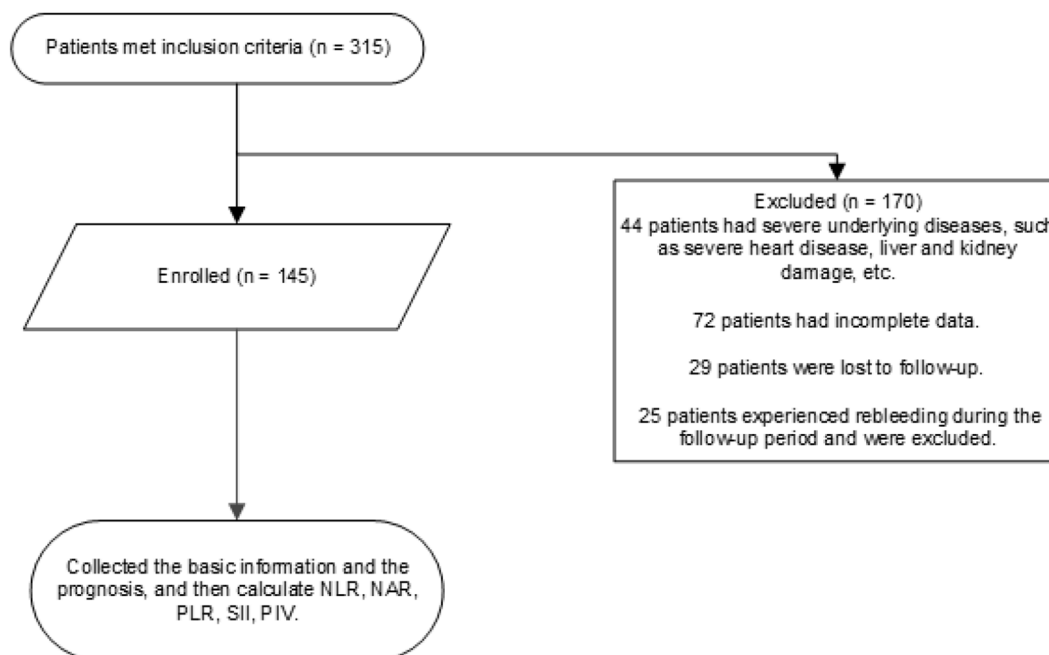 Patients met inclusion criteria (n = 315)
Excluded (n = 170)
44 patients had severe underlying diseases, such
as severe heart disease, liver and kidney
damage, etc.
72 patients had incomplete data.
29 patients were lost to follow-up.
25 patients experienced rebleeding during the
follow-up period and were excluded.
Enrolled (n = 145)
Collected the basic information and the
prognosis, and then calculate NLR, NAR,
PLR, SII, PIV.